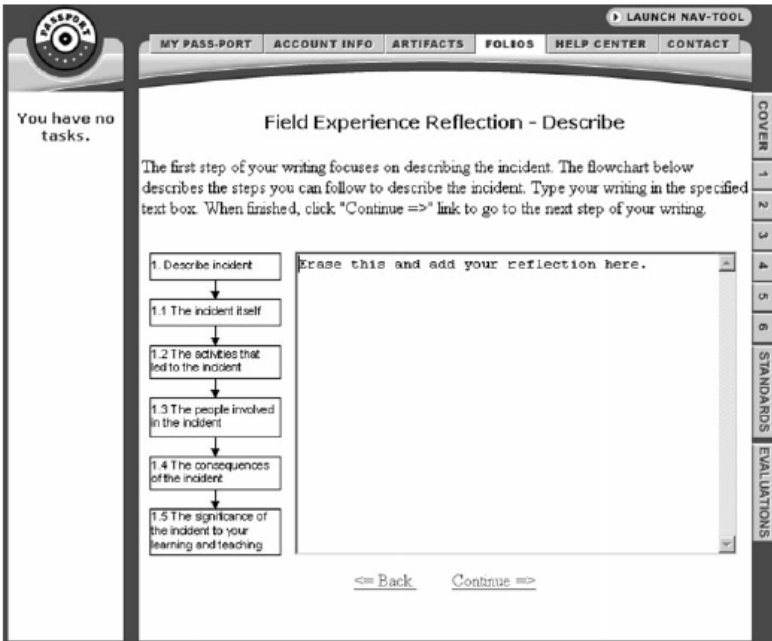 PASSPORT
LAUNCH NAV-TOOL
MY PASS-PORT ACCOUNT INFO ARTIFACTS FOLIOS HELP CENTER CONTACT
You have no
tasks.
Field Experience Reflection - Describe
The first step of your writing focuses on describing the incident. The flowchart below
describes the steps you can follow to describe the incident. Type your writing in the specified
text box. When finished, click "Continue =>" link to go to the next step of your writing.
1. Describe incident
1.1 The incident itself
1.2 The activities that
led to the incident
1.3 The people involved
in the incident
1.4 The consequences
of the incident
1.5 The significance of
the incident to your
learning and teaching
Erase this and add your reflection here.
<= Back Continue =>
COVER
1
2
3
4
5
6
STANDARDS
EVALUATIONS